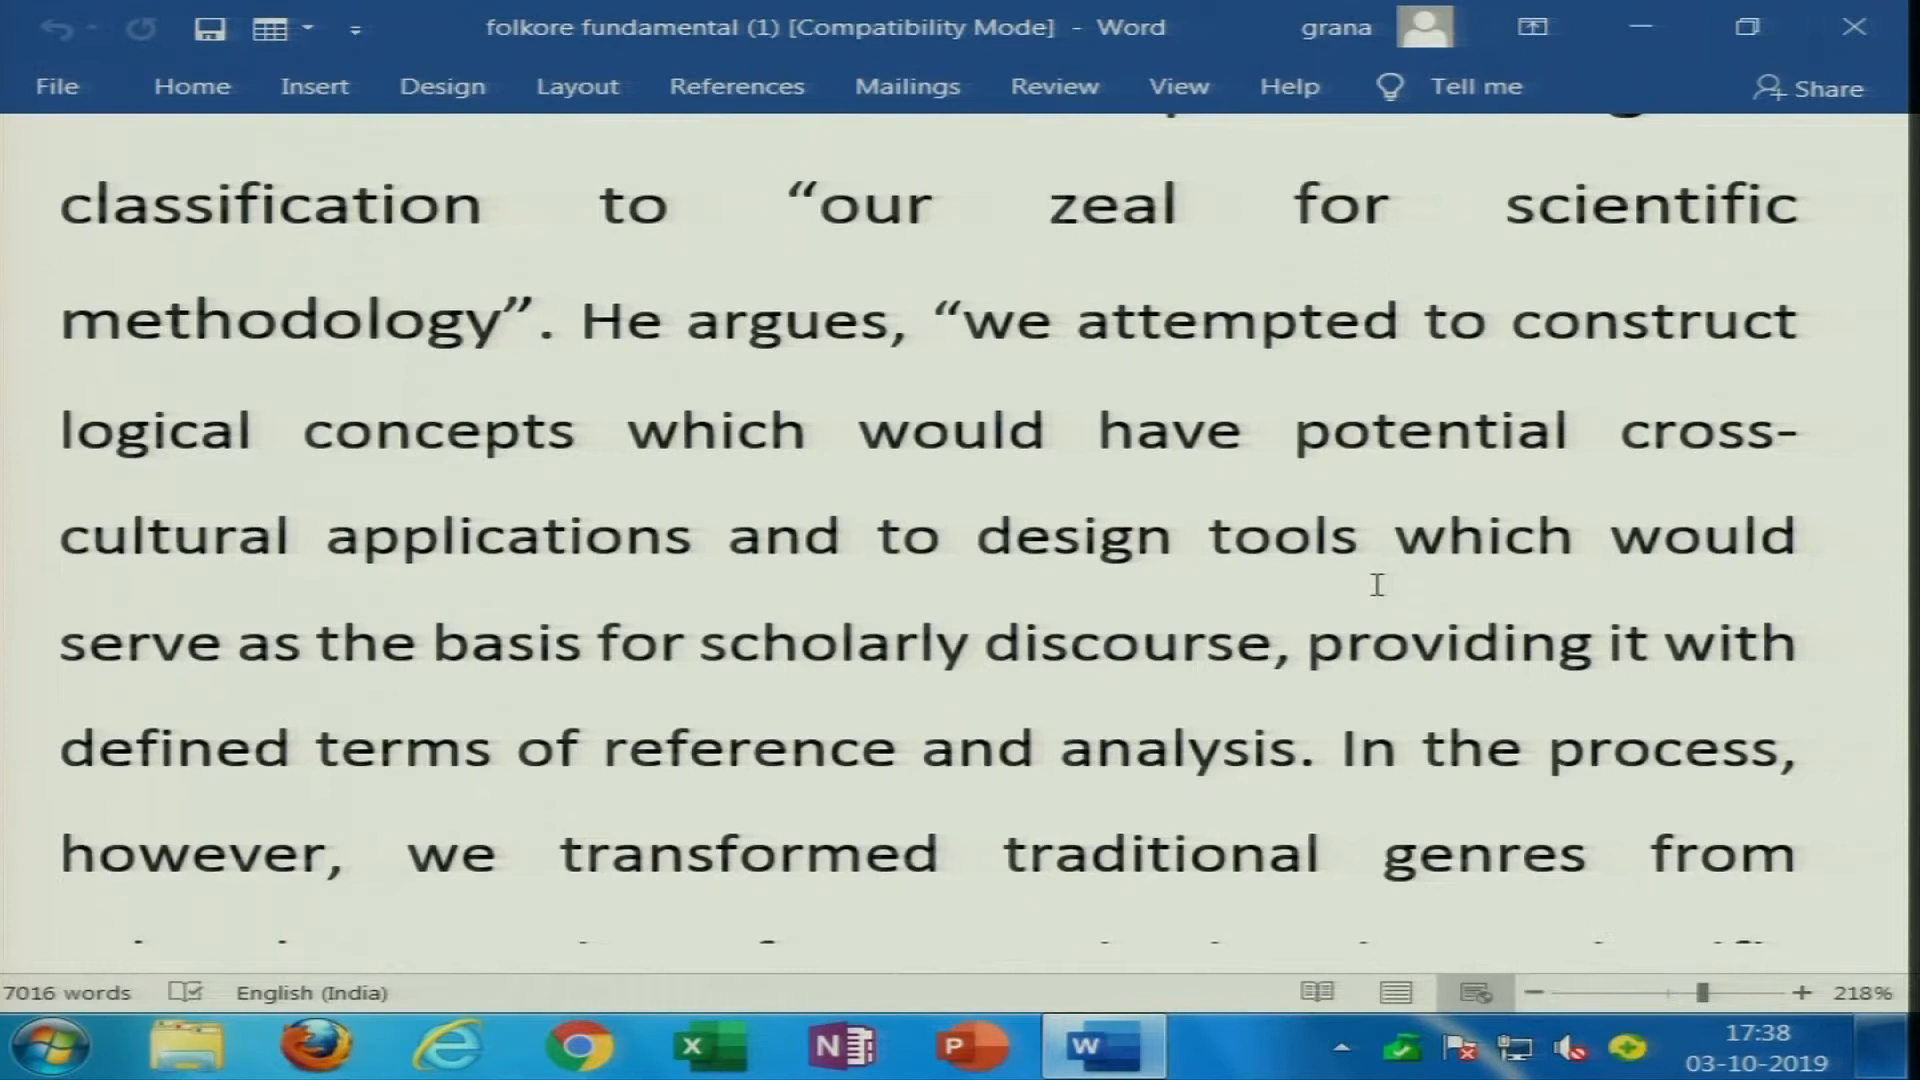 folkore fundamental (1) [Compatibility Mode] - Word grana
File Home Insert Design Layout References Mailings Review View Help Tell me Share
classification to “our zeal for scientific
methodology”. He argues, “we attempted to construct
logical concepts which would have potential cross-
cultural applications and to design tools which would
serve as the basis for scholarly discourse, providing it with
defined terms of reference and analysis. In the process,
however, we transformed traditional genres from
7016 words English (India) 218%
17:38
03-10-2019